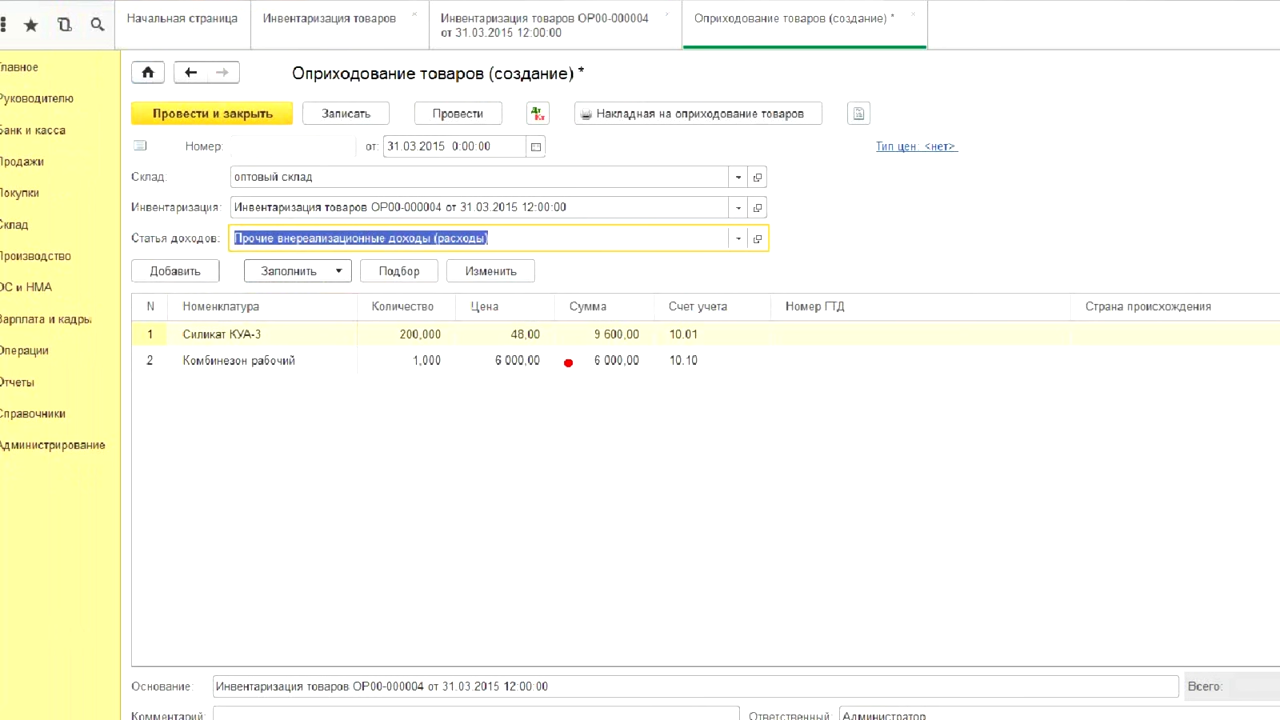 Начальная страница
Инвентаризация товаров
Инвентаризация товаров ОР00-000004
от 31.03.2015 12:00:00
Оприходование товаров (создание) *
Главное
Руководителю
Банк и касса
Продажи
Покупки
Склад
Производство
ОС и НМА
Зарплата и кадры
Операции
Отчеты
Справочники
Администрирование
Оприходование товаров (создание) *
Провести и закрыть
Записать
Провести
Дт Кт
Накладная на оприходование товаров
Номер:
от: 31.03.2015 0:00:00
Тип цен: <нет>
Склад: оптовый склад
Инвентаризация: Инвентаризация товаров ОР00-000004 от 31.03.2015 12:00:00
Статья доходов: Прочие внереализационные доходы (расходы)
Добавить
Заполнить
Подбор
Изменить
N Номенклатура Количество Цена Сумма Счет учета Номер ГТД Страна происхождения
1 Силикат КУА-3 200,000 48,00 9 600,00 10.01
2 Комбинезон рабочий 1,000 6 000,00 6 000,00 10.10
Основание: Инвентаризация товаров ОР00-000004 от 31.03.2015 12:00:00 Всего:
Комментарий: Ответственный: Администратор